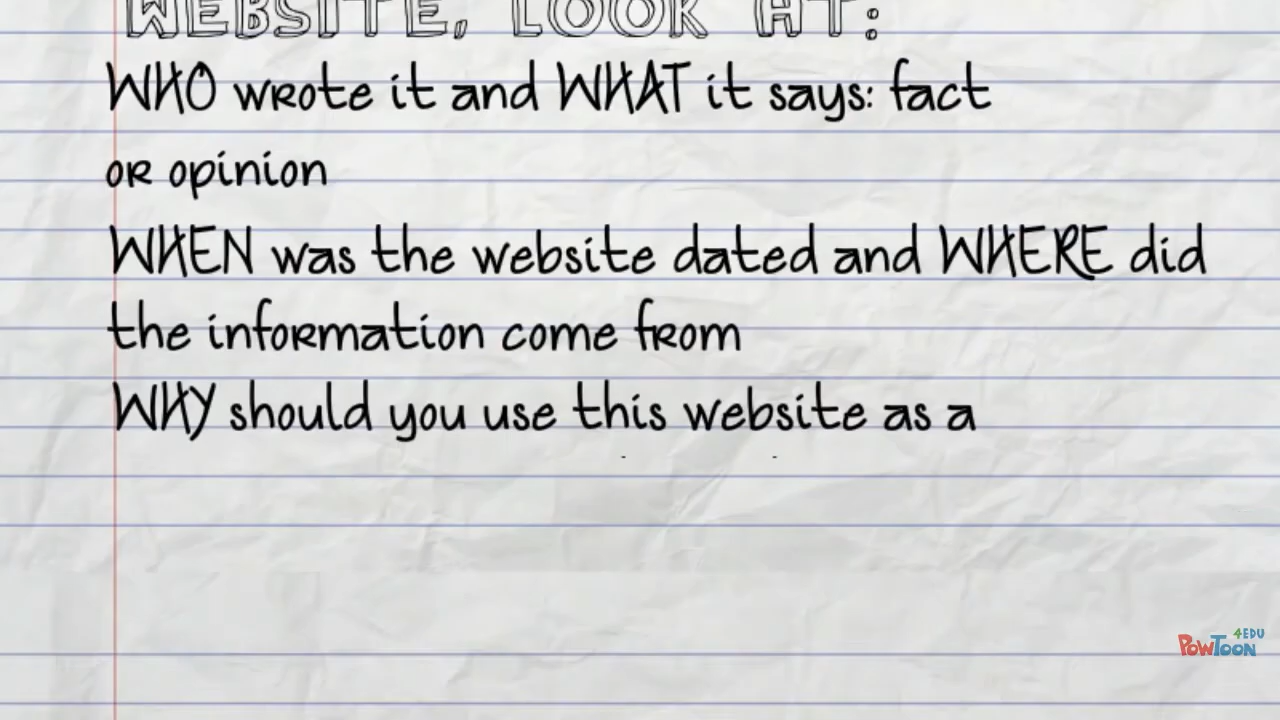 WEBSITE, LOOK AT:
WHO wrote it and WHAT it says: fact
or opinion
WHEN was the website dated and WHERE did
the information come from
WHY should you use this website as a
POWTOON 4EDU